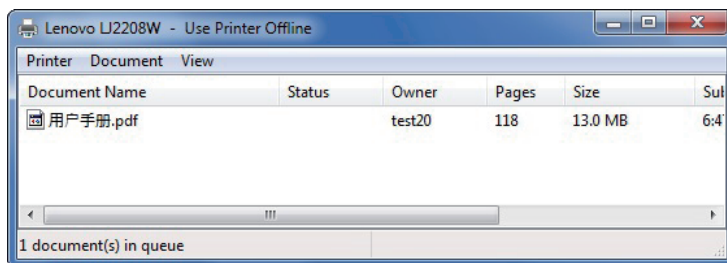 Lenovo LJ2208W - Use Printer Offline
Printer Document View
Document Name Status Owner Pages Size
用户手册.pdf test20 118 13.0 MB
1 document(s) in queue